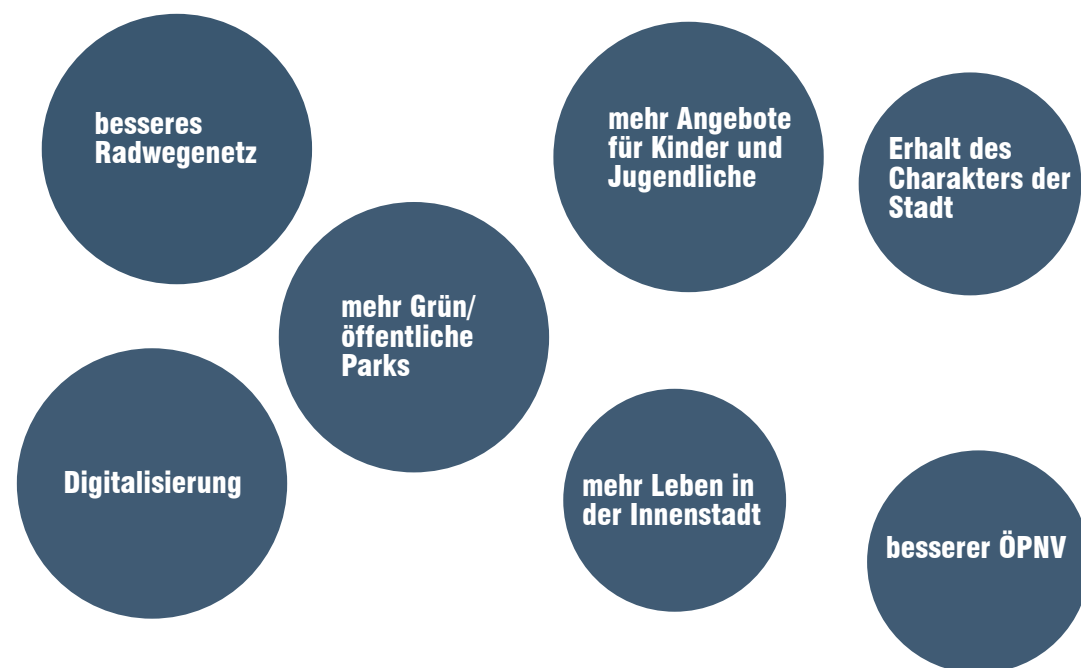 besseres
Radwegenetz
mehr Angebote
für Kinder und
Jugendliche
Erhalt des
Charakters der
Stadt
mehr Grün/
öffentliche
Parks
Digitalisierung
mehr Leben in
der Innenstadt
besserer ÖPNV